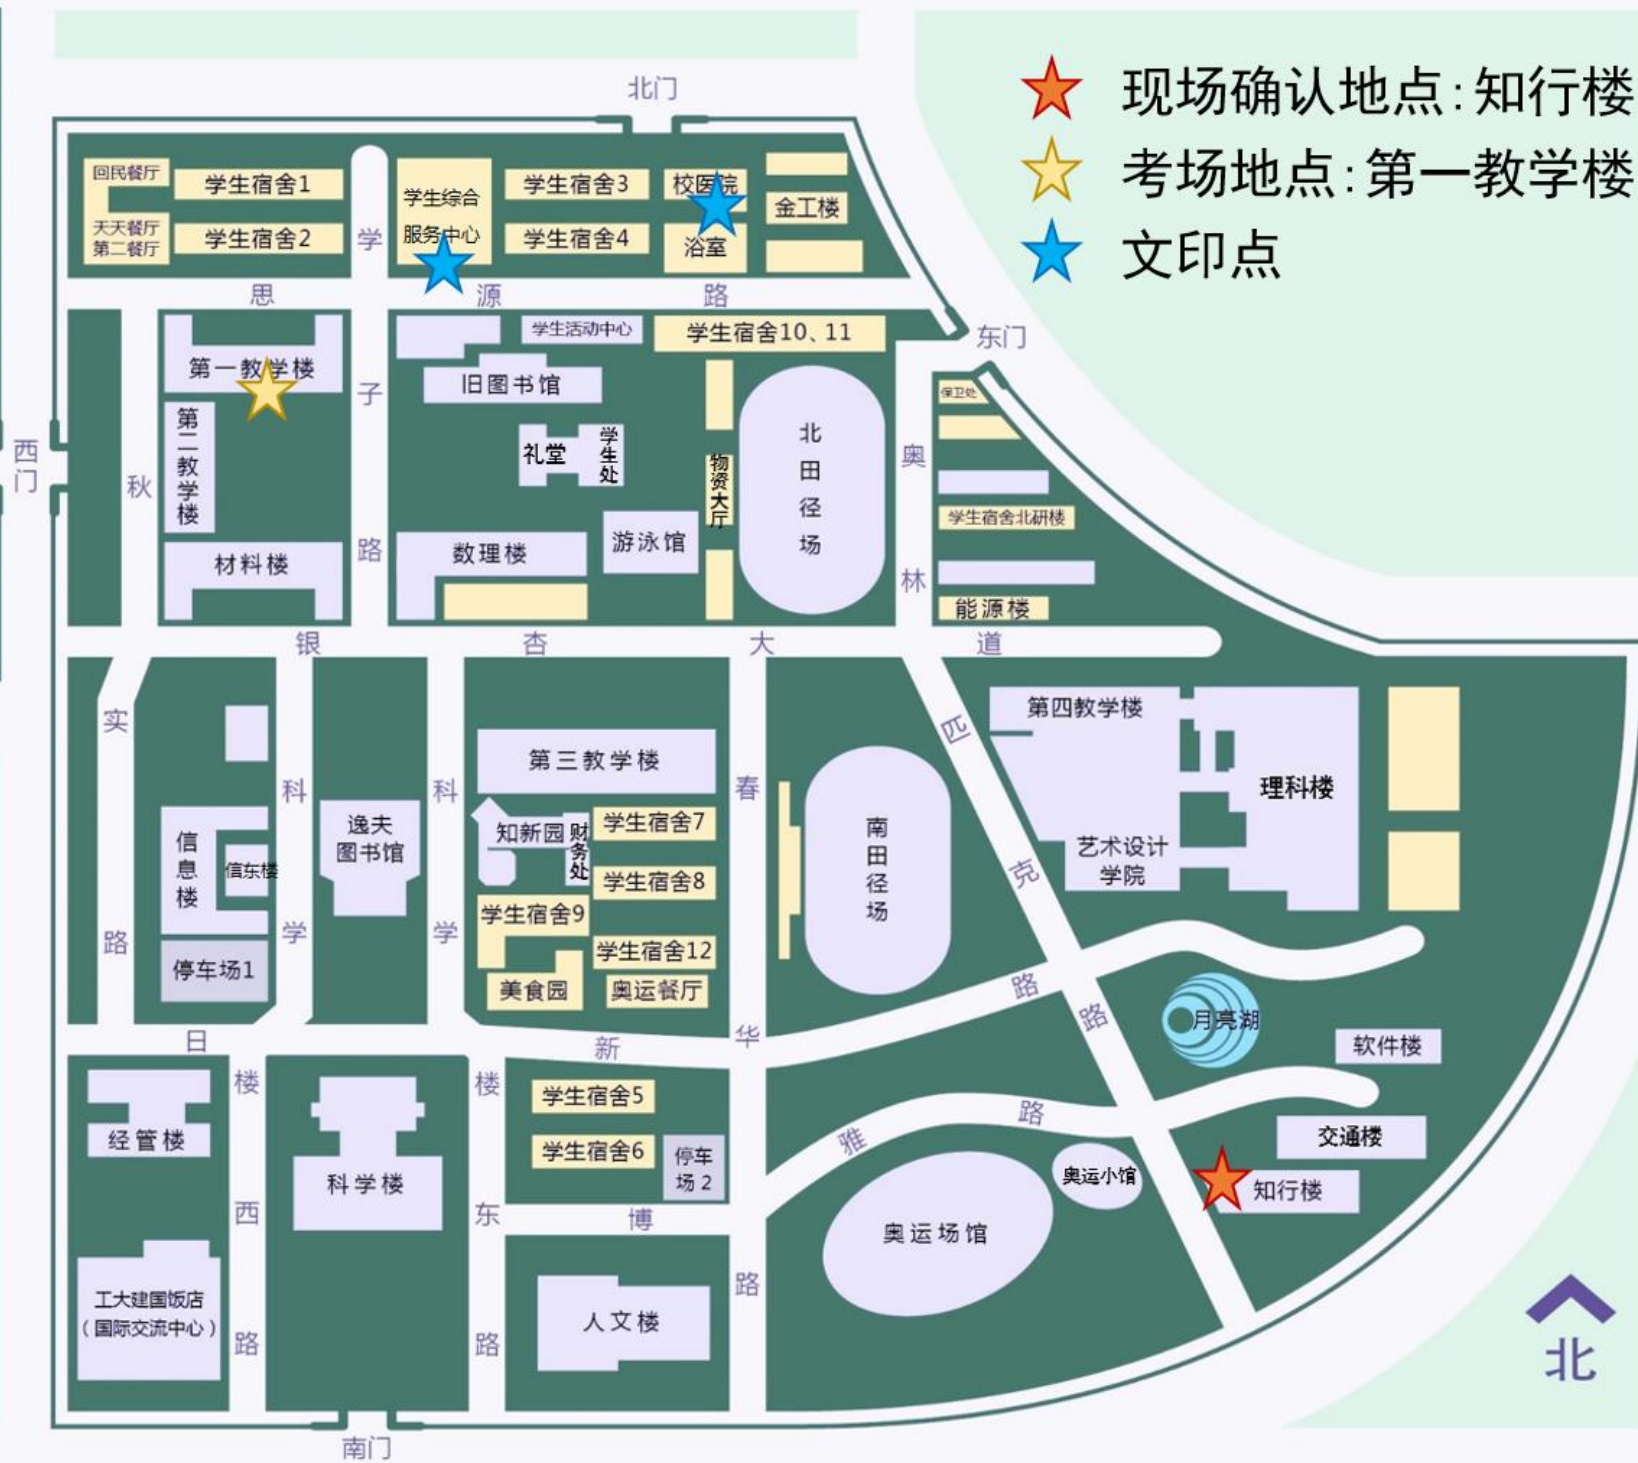 现场确认地点:知行楼
考场地点:第一教学楼
文印点
北门
回民餐厅
学生宿舍1
天天餐厅
第二餐厅
学生宿舍2
学生综合
服务中心
学生宿舍3
学生宿舍4
校医院
浴室
金工楼
学
子
路
思
源
路
东门
第一教学楼
学生活动中心
学生宿舍10、11
旧图书馆
保卫处
第二教学楼
礼堂
学生处
物资大厅
北田径场
奥
林
匹
克
路
西门
秋
实
路
材料楼
数理楼
游泳馆
学生宿舍北研楼
能源楼
银
杏
大
道
第三教学楼
第四教学楼
理科楼
艺术设计
学院
科
学
楼
西
路
科
学
楼
东
路
春
华
路
信息楼
信东楼
逸夫
图书馆
知新园
财务处
学生宿舍7
学生宿舍8
学生宿舍9
学生宿舍12
美食园
奥运餐厅
南田径场
停车场1
日
新
路
月亮湖
软件楼
经管楼
科学楼
学生宿舍5
学生宿舍6
停车
场2
博
雅
路
奥运小馆
交通楼
知行楼
奥运场馆
工大建国饭店
(国际交流中心)
人文楼
南门
北